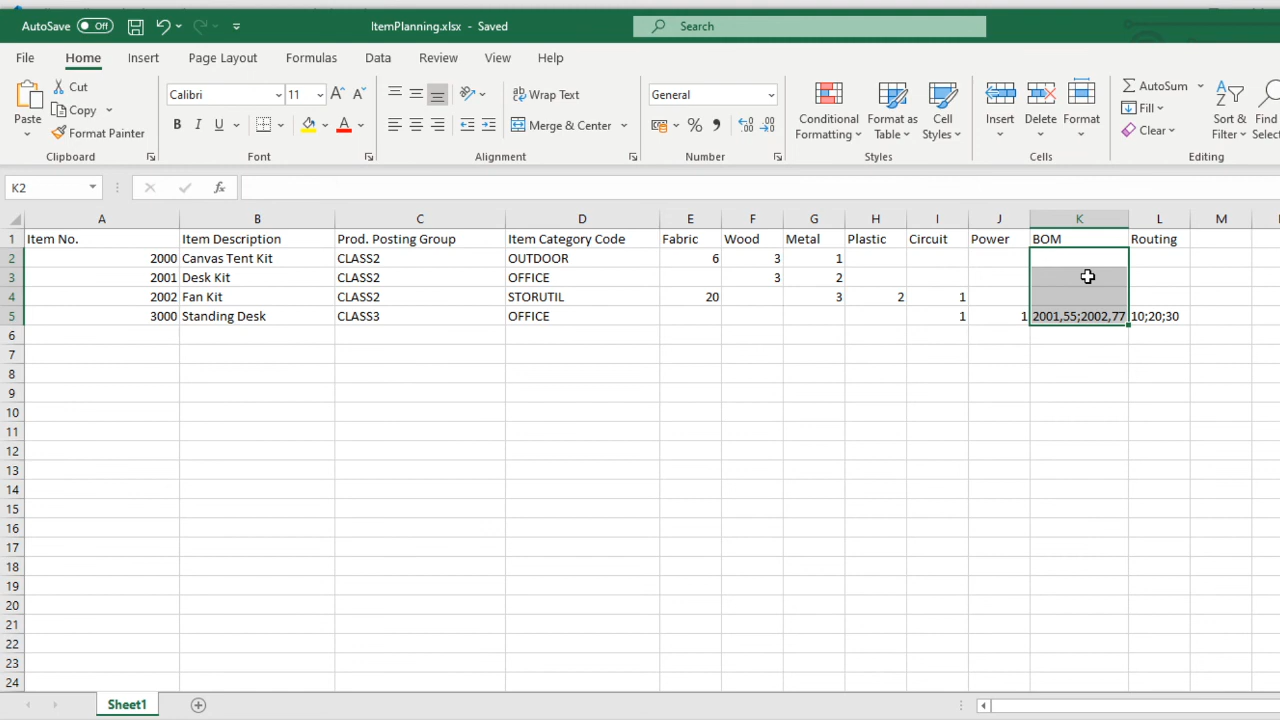 AutoSave Off ItemPlanning.xlsx - Saved Search
File Home Insert Page Layout Formulas Data Review View Help
Cut Calibri 11 Wrap Text General AutoSum
Copy Fill
Paste Format Painter B I U Merge & Center % Conditional Formatting Format as Table Cell Styles Insert Delete Format Clear Sort & Filter Find Selec
Clipboard Font Alignment Number Styles Cells Editing
K2 fx
A B C D E F G H I J K L M
1 Item No. Item Description Prod. Posting Group Item Category Code Fabric Wood Metal Plastic Circuit Power BOM Routing
2 2000 Canvas Tent Kit CLASS2 OUTDOOR 6 3 1
3 2001 Desk Kit CLASS2 OFFICE 3 2
4 2002 Fan Kit CLASS2 STORUTIL 20 3 2 1
5 3000 Standing Desk CLASS3 OFFICE 1 1 2001,55;2002,77 10;20;30
6
7
8
9
10
11
12
13
14
15
16
17
18
19
20
21
22
23
24
Sheet1